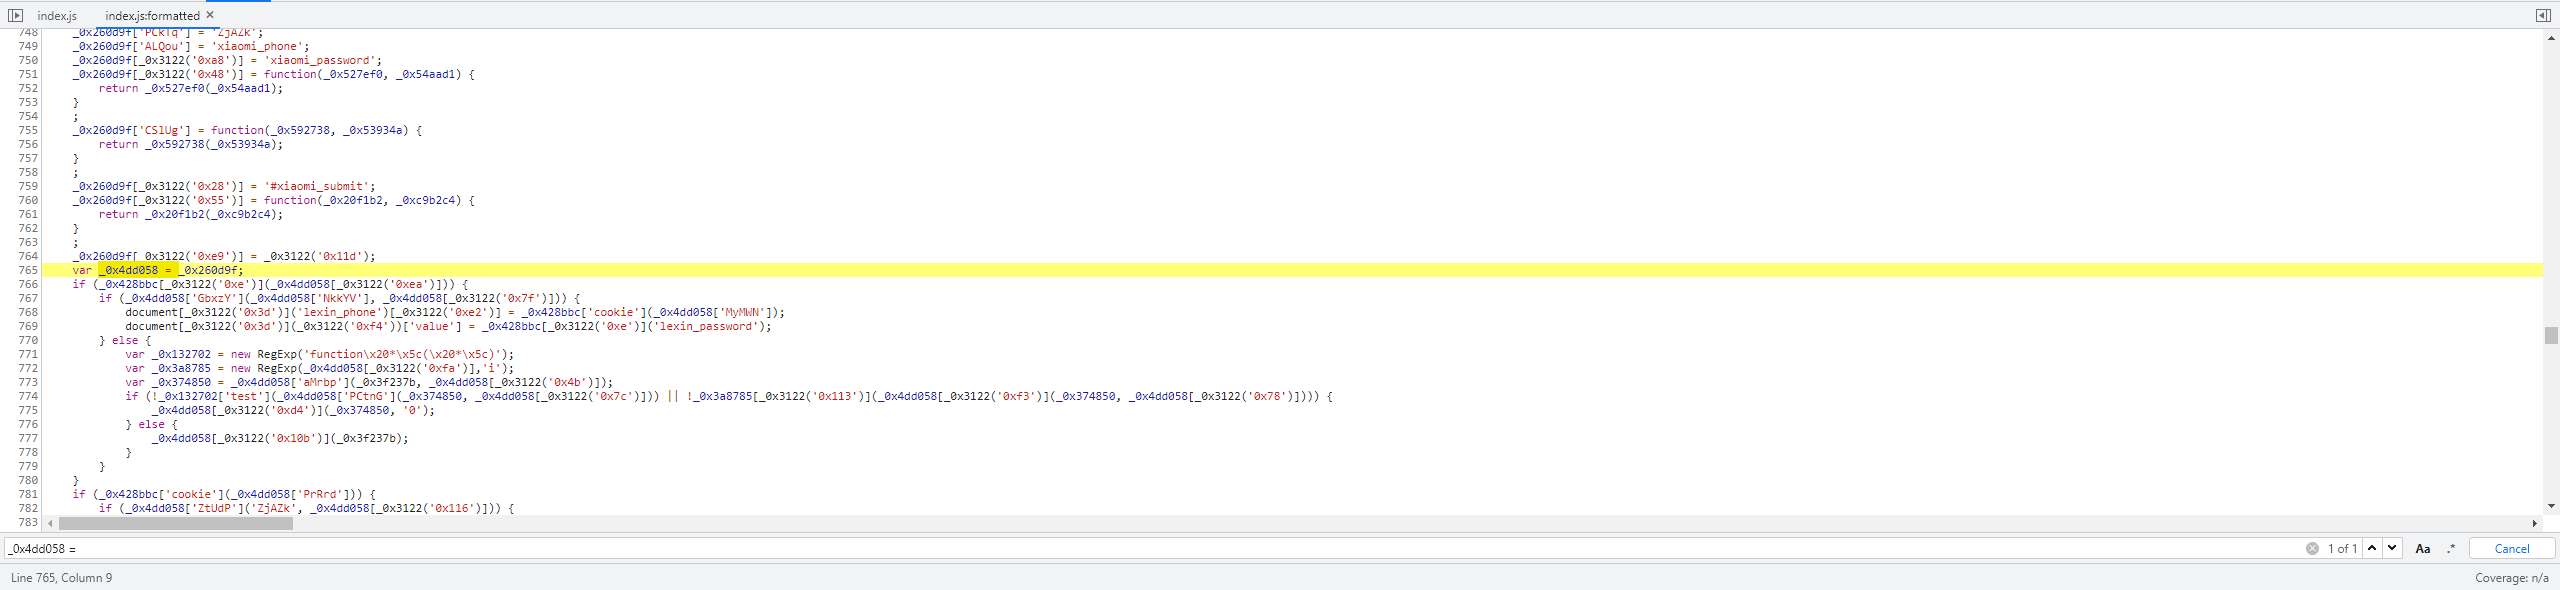 index.js index.js:formatted ×
748 _0x260d9f['PCkTq'] = 'ZjAZk';
749 _0x260d9f['ALQou'] = 'xiaomi_phone';
750 _0x260d9f[_0x3122('0xa8')] = 'xiaomi_password';
751 _0x260d9f[_0x3122('0x48')] = function(_0x527ef0, _0x54aad1) {
752 return _0x527ef0(_0x54aad1);
753 }
754 ;
755 _0x260d9f['CSlUg'] = function(_0x592738, _0x53934a) {
756 return _0x592738(_0x53934a);
757 }
758 ;
759 _0x260d9f[_0x3122('0x28')] = '#xiaomi_submit';
760 _0x260d9f[_0x3122('0x55')] = function(_0x20f1b2, _0xc9b2c4) {
761 return _0x20f1b2(_0xc9b2c4);
762 }
763 ;
764 _0x260d9f[_0x3122('0xe9')] = _0x3122('0x11d');
765 var _0x4dd058 = _0x260d9f;
766 if (_0x428bbc[_0x3122('0xe')](_0x4dd058[_0x3122('0xea')])) {
767 if (_0x4dd058['GbxzY'](_0x4dd058['NkkYV'], _0x4dd058[_0x3122('0x7f')])) {
768 document[_0x3122('0x3d')]('lexin_phone')[_0x3122('0xe2')] = _0x428bbc['cookie'](_0x4dd058['MyMWN']);
769 document[_0x3122('0x3d')](_0x3122('0xf4'))['value'] = _0x428bbc[_0x3122('0xe')]('lexin_password');
770 } else {
771 var _0x132702 = new RegExp('function\x20*\x5c(\x20*\x5c)');
772 var _0x3a8785 = new RegExp(_0x4dd058[_0x3122('0xfa')],'i');
773 var _0x374850 = _0x4dd058['aMrbp'](_0x3f237b, _0x4dd058[_0x3122('0x4b')]);
774 if (!_0x132702['test'](_0x4dd058['PCtnG'](_0x374850, _0x4dd058[_0x3122('0x7c')])) || !_0x3a8785[_0x3122('0x113')](_0x4dd058[_0x3122('0xf3')](_0x374850, _0x4dd058[_0x3122('0x78')]))) {
775 _0x4dd058[_0x3122('0xd4')](_0x374850, '0');
776 } else {
777 _0x4dd058[_0x3122('0x10b')](_0x3f237b);
778 }
779 }
780 }
781 if (_0x428bbc['cookie'](_0x4dd058['PrRrd'])) {
782 if (_0x4dd058['ZtUdP']('ZjAZk', _0x4dd058[_0x3122('0x116')])) {
783
_0x4dd058 = 1 of 1 Aa .* Cancel
Line 765, Column 9 Coverage: n/a